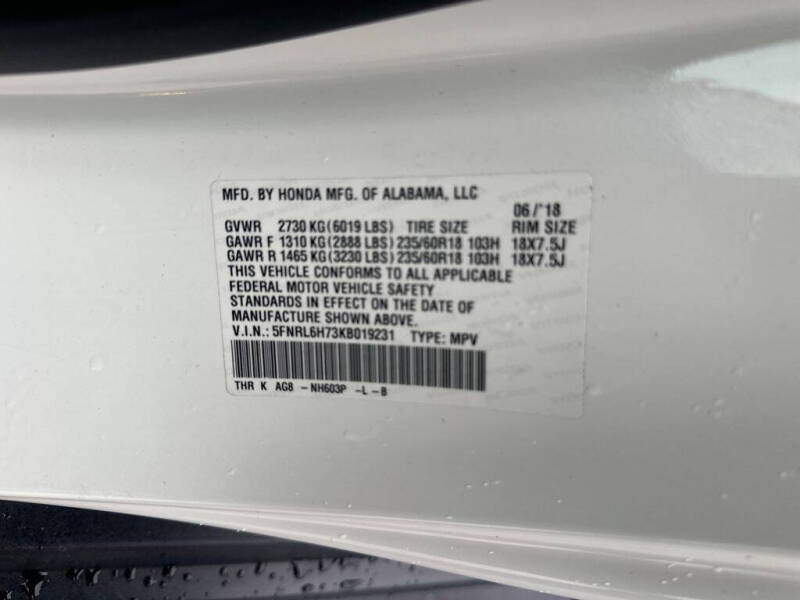 MFD. BY HONDA MFG. OF ALABAMA, LLC
06/'18
GVWR 2730 KG(6019 LBS) TIRE SIZE RIM SIZE
GAWR F 1310 KG(2888 LBS)235/60R18 103H 18X7.5J
GAWR R 1465 KG(3230 LBS)235/60R18 103H 18X7.5J
THIS VEHICLE CONFORMS TO ALL APPLICABLE
FEDERAL MOTOR VEHICLE SAFETY
STANDARDS IN EFFECT ON THE DATE OF
MANUFACTURE SHOWN ABOVE.
V.I.N.: 5FNRL6H73KB019231 TYPE: MPV
THR K AG8 -NH603P -L -B